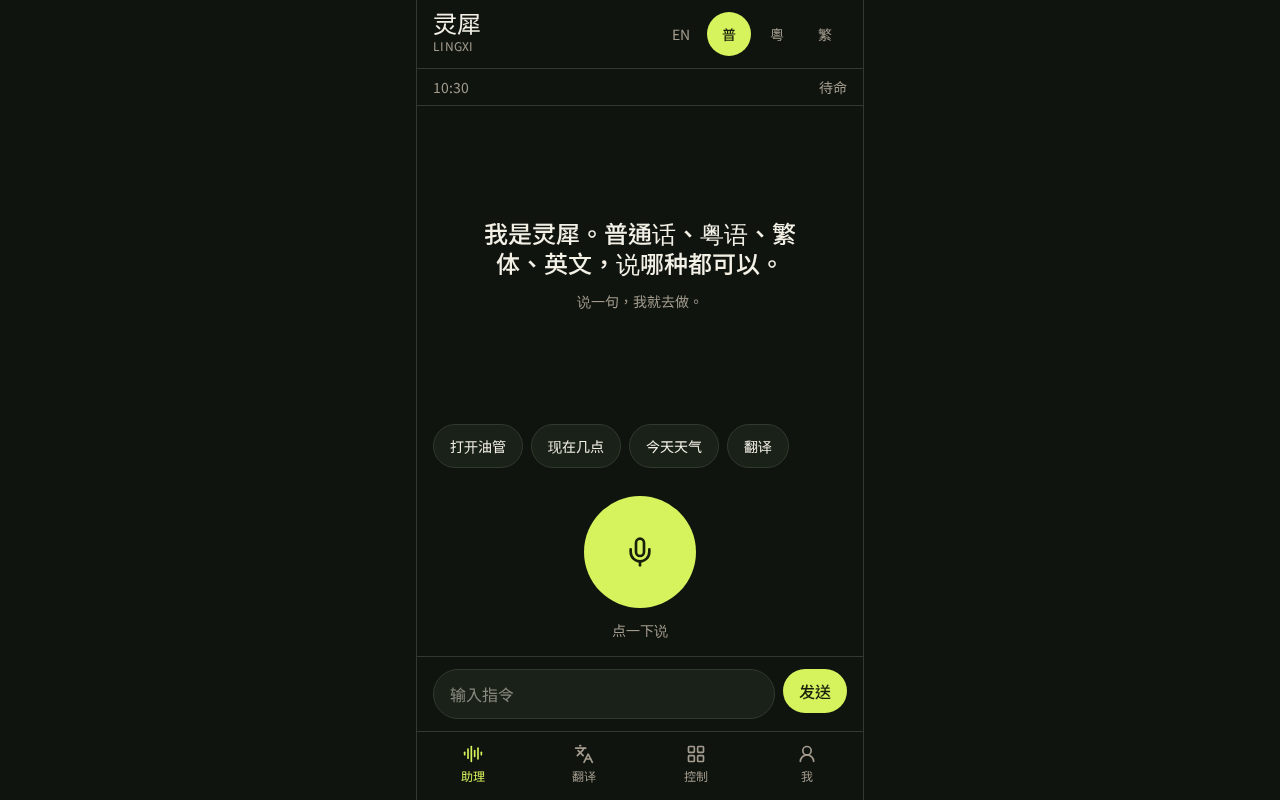 灵犀
LINGXI
EN 普 粤 繁
10:30 待命
我是灵犀。普通话、粤语、繁
体、英文，说哪种都可以。
说一句，我就去做。
打开油管 现在几点 今天天气 翻译
点一下说
输入指令 发送
助理 翻译 控制 我